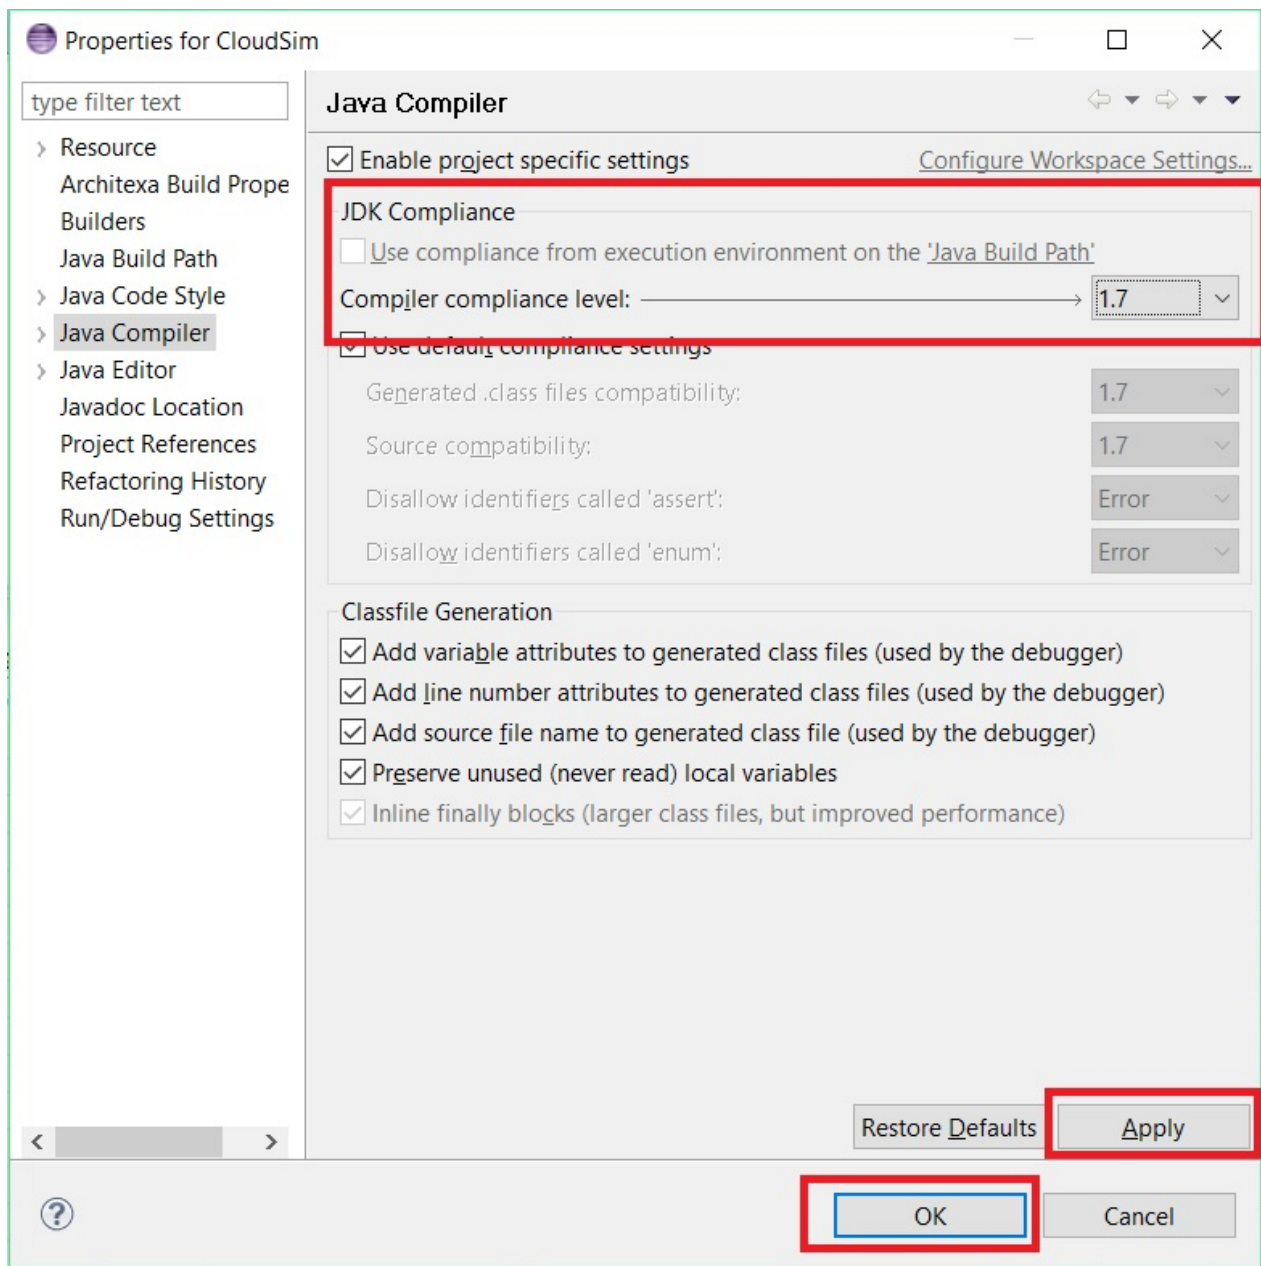 Properties for CloudSim
type filter text
Resource
Architexa Build Prope
Builders
Java Build Path
Java Code Style
Java Compiler
Java Editor
Javadoc Location
Project References
Refactoring History
Run/Debug Settings
Java Compiler
Enable project specific settings
Configure Workspace Settings...
JDK Compliance
Use compliance from execution environment on the 'Java Build Path'
Compiler compliance level: 1.7
Use default compliance settings
Generated .class files compatibility: 1.7
Source compatibility: 1.7
Disallow identifiers called 'assert': Error
Disallow identifiers called 'enum': Error
Classfile Generation
Add variable attributes to generated class files (used by the debugger)
Add line number attributes to generated class files (used by the debugger)
Add source file name to generated class file (used by the debugger)
Preserve unused (never read) local variables
Inline finally blocks (larger class files, but improved performance)
Restore Defaults Apply
OK Cancel